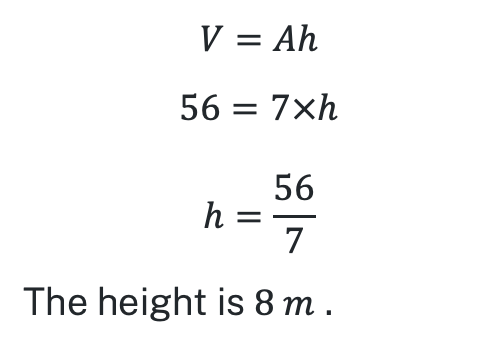 V = Ah
56 = 7×h
h = 56/7
The height is 8 m .